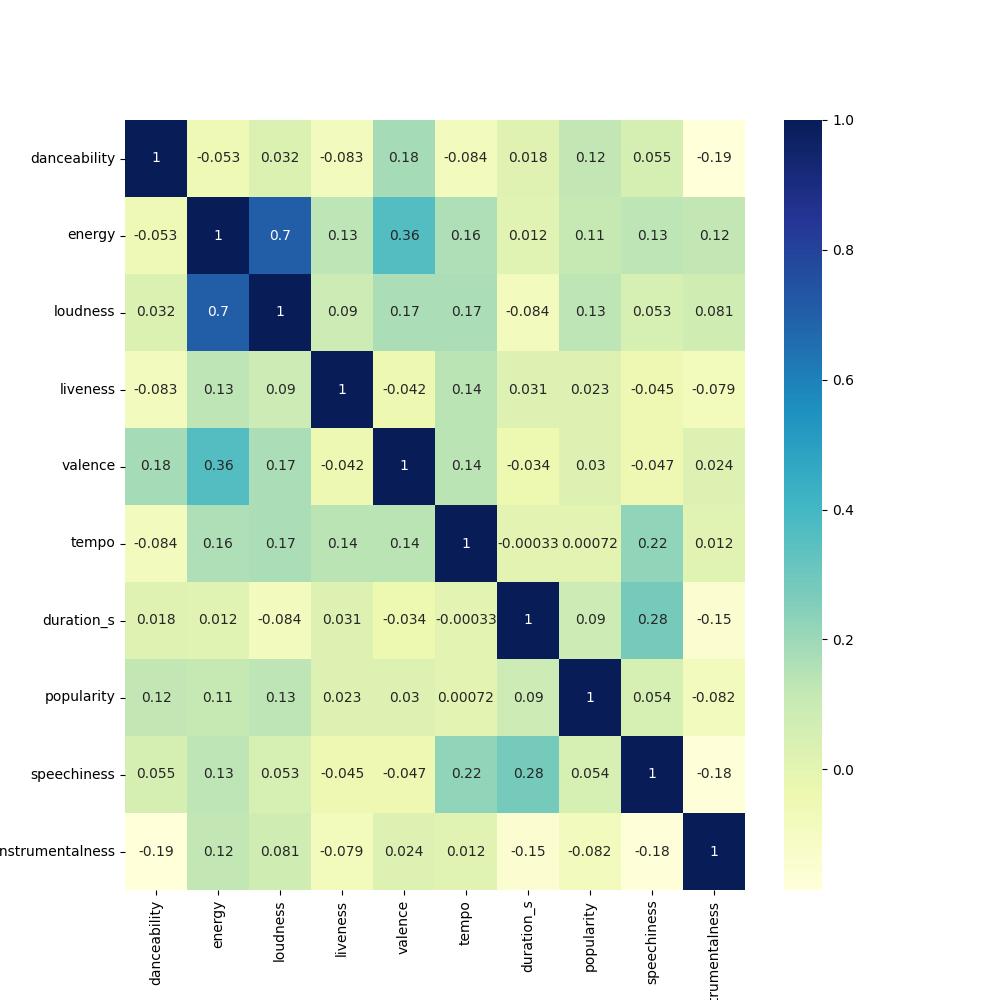 danceability 1 -0.053 0.032 -0.083 0.18 -0.084 0.018 0.12 0.055 -0.19
energy -0.053 1 0.7 0.13 0.36 0.16 0.012 0.11 0.13 0.12
loudness 0.032 0.7 1 0.09 0.17 0.17 -0.084 0.13 0.053 0.081
liveness -0.083 0.13 0.09 1 -0.042 0.14 0.031 0.023 -0.045 -0.079
valence 0.18 0.36 0.17 -0.042 1 0.14 -0.034 0.03 -0.047 0.024
tempo -0.084 0.16 0.17 0.14 0.14 1 -0.00033 0.00072 0.22 0.012
duration_s 0.018 0.012 -0.084 0.031 -0.034 -0.00033 1 0.09 0.28 -0.15
popularity 0.12 0.11 0.13 0.023 0.03 0.00072 0.09 1 0.054 -0.082
speechiness 0.055 0.13 0.053 -0.045 -0.047 0.22 0.28 0.054 1 -0.18
nstrumentalness -0.19 0.12 0.081 -0.079 0.024 0.012 -0.15 -0.082 -0.18 1
danceability
energy
loudness
liveness
valence
tempo
duration_s
popularity
speechiness
rumentalness
1.0
0.8
0.6
0.4
0.2
0.0